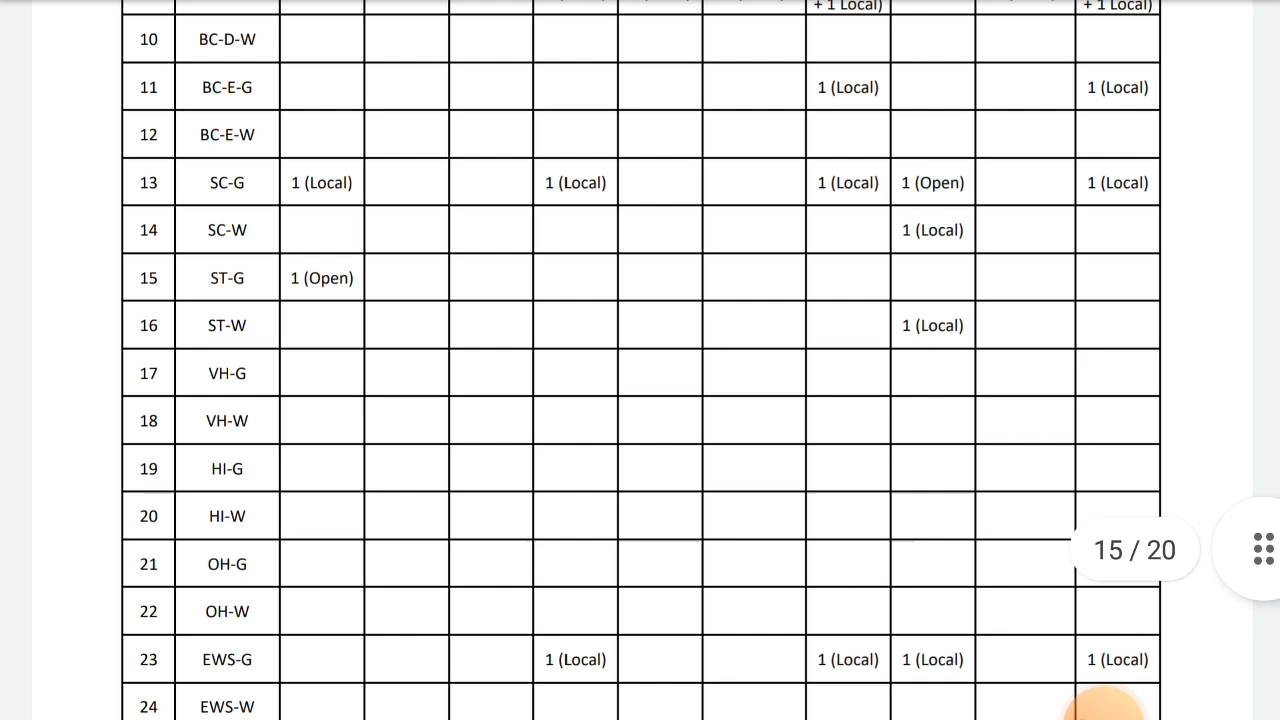 + 1 Local) + 1 Local)
10 BC-D-W
11 BC-E-G 1 (Local) 1 (Local)
12 BC-E-W
13 SC-G 1 (Local) 1 (Local) 1 (Local) 1 (Open) 1 (Local)
14 SC-W 1 (Local)
15 ST-G 1 (Open)
16 ST-W 1 (Local)
17 VH-G
18 VH-W
19 HI-G
20 HI-W
15 / 20
21 OH-G
22 OH-W
23 EWS-G 1 (Local) 1 (Local) 1 (Local) 1 (Local)
24 EWS-W